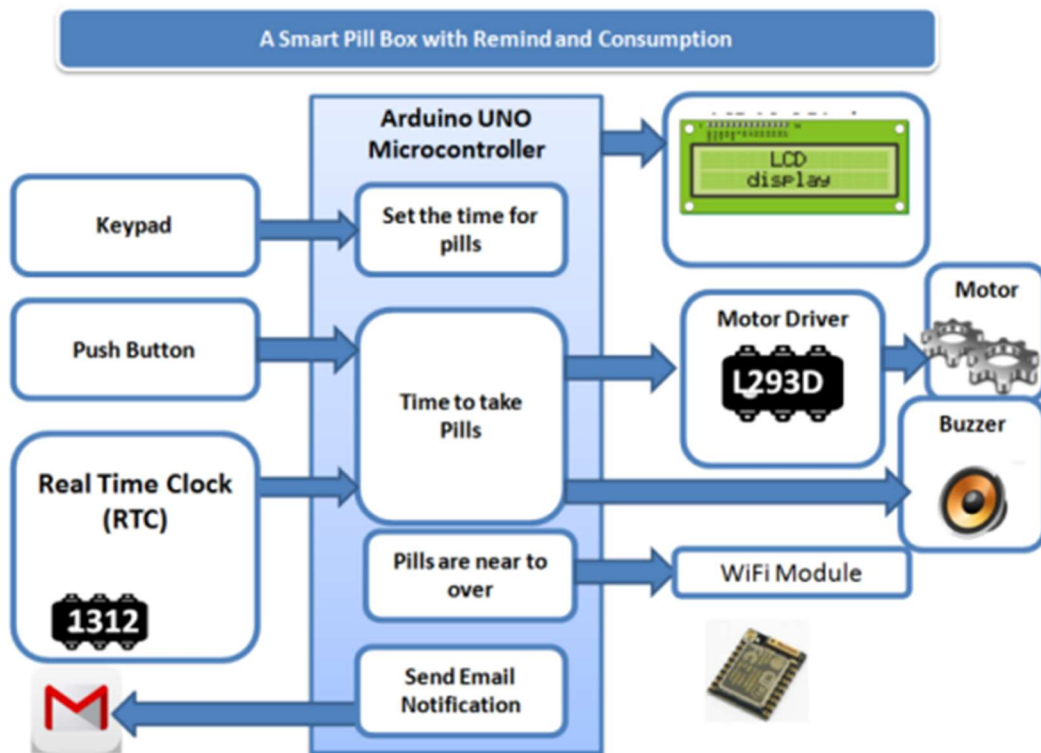 A Smart Pill Box with Remind and Consumption
Arduino UNO
Microcontroller
LCD
display
Keypad
Set the time for
pills
Motor Driver
L293D
Motor
Push Button
Time to take
Pills
Buzzer
Real Time Clock
(RTC)
1312
Pills are near to
over
WiFi Module
Send Email
Notification